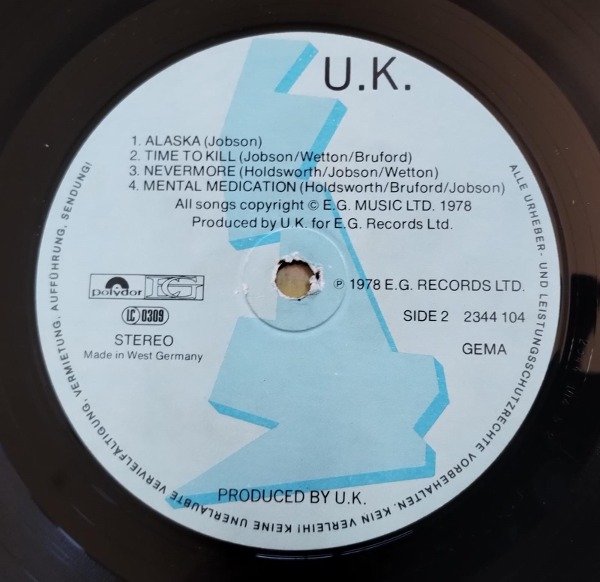 U.K.
1. ALASKA (Jobson)
2. TIME TO KILL (Jobson/Wetton/Bruford)
3. NEVERMORE (Holdsworth/Jobson/Wetton)
4. MENTAL MEDICATION (Holdsworth/Bruford/Jobson)
All songs copyright © E.G. MUSIC LTD. 1978
Produced by U.K. for E.G. Records Ltd.
polydor EG
LC 0309
STEREO
Made in West Germany
℗ 1978 E.G. RECORDS LTD.
SIDE 2 2344 104
GEMA
PRODUCED BY U.K.
ALLE URHEBER- UND LEISTUNGSSCHUTZRECHTE VORBEHALTEN. KEIN VERLEIH! KEINE UNERLAUBTE VERVIELFÄLTIGUNG, VERMIETUNG, AUFFÜHRUNG, SENDUNG!